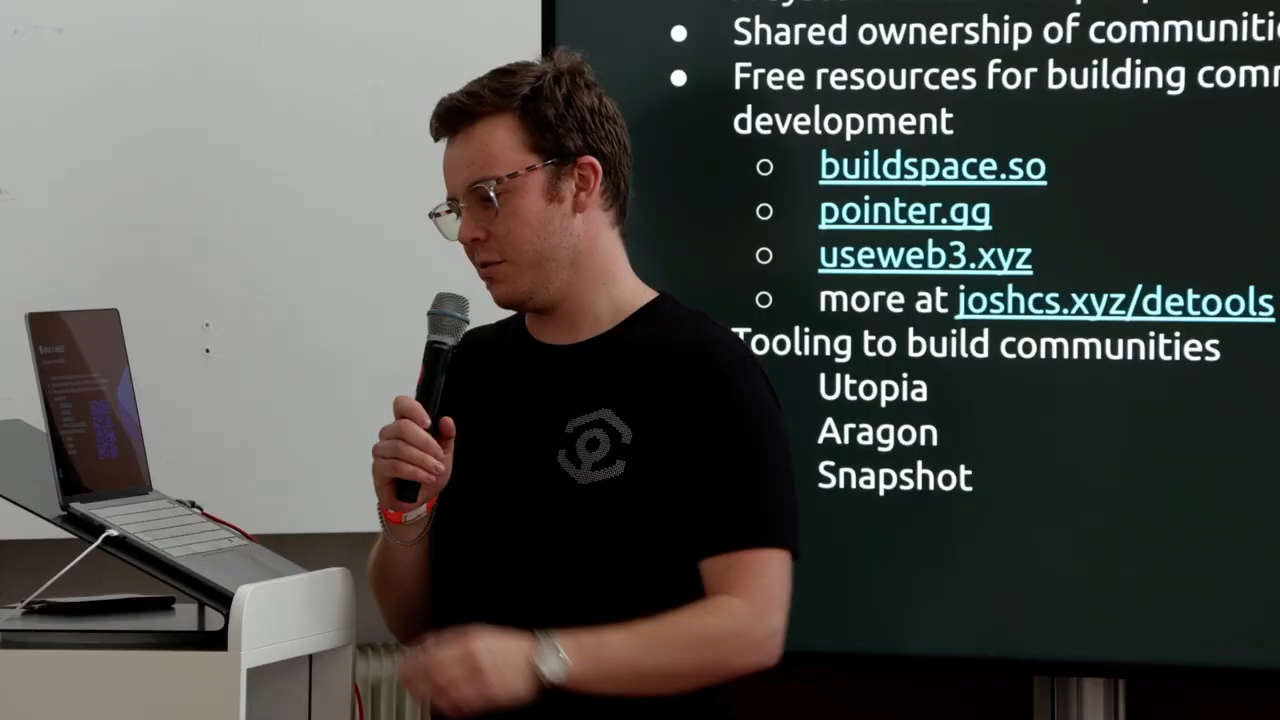 Shared ownership of communiti
Free resources for building com
development
buildspace.so
pointer.gg
useweb3.xyz
more at joshcs.xyz/detools
Tooling to build communities
Utopia
Aragon
Snapshot